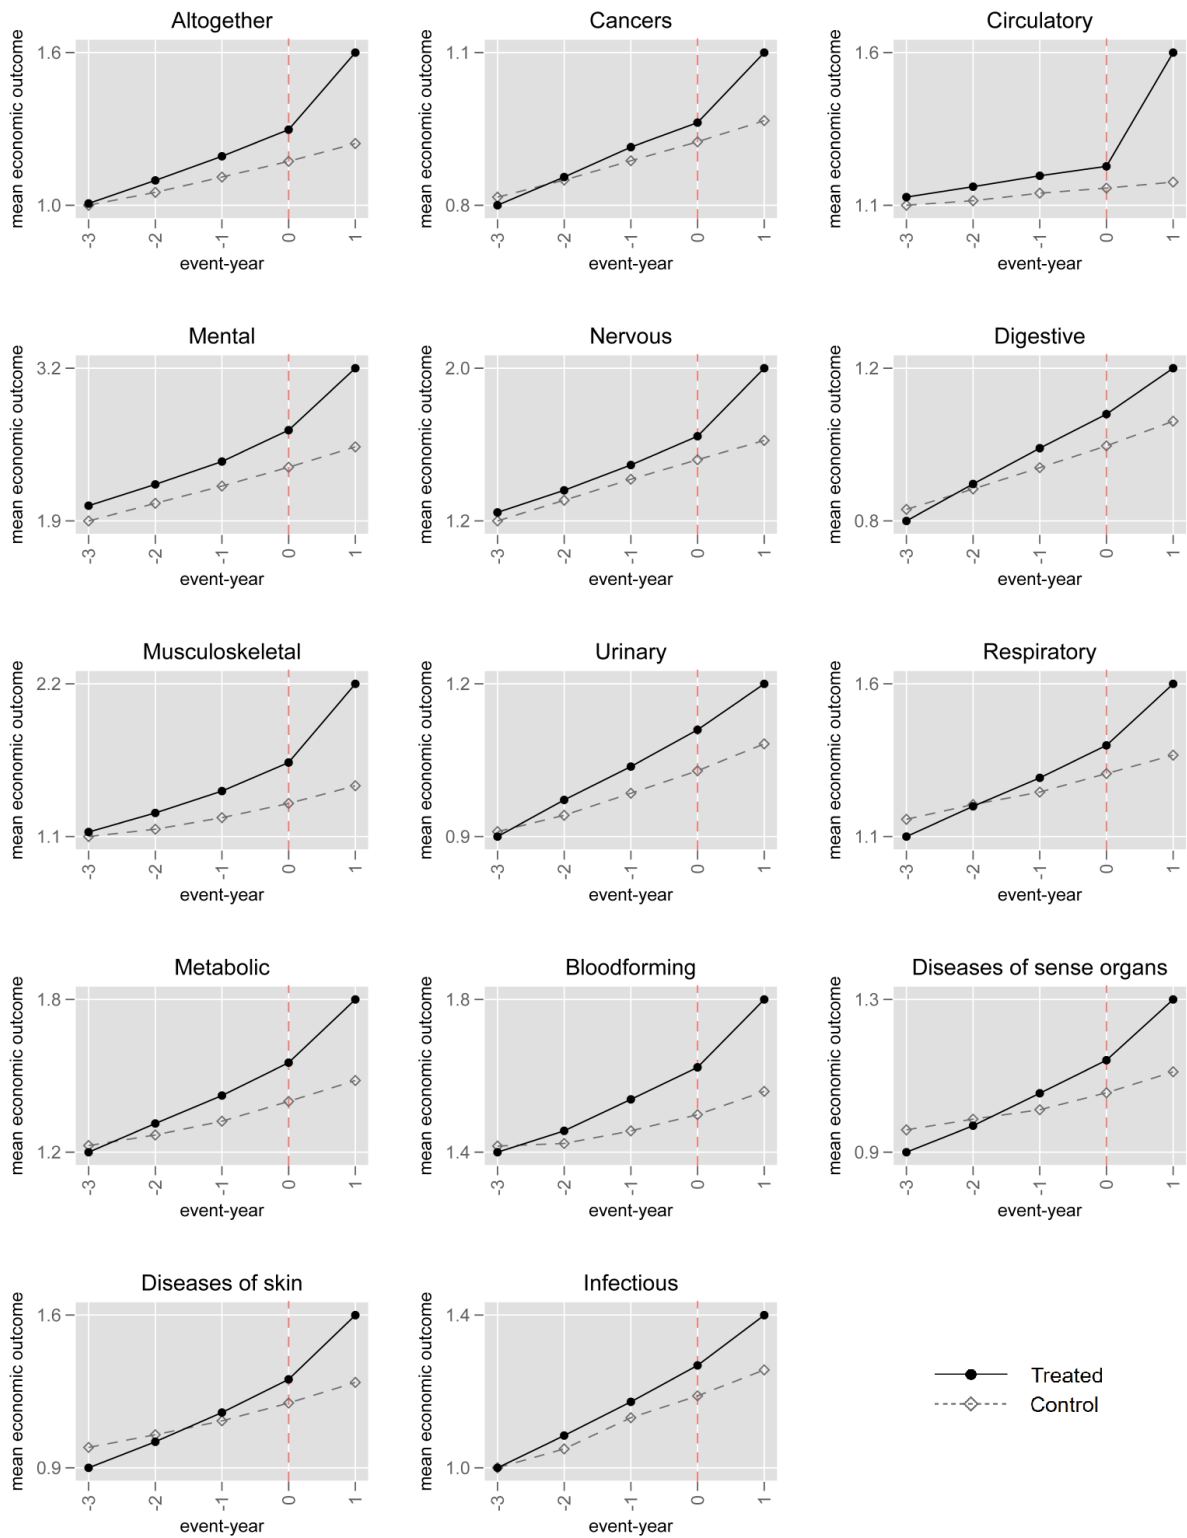 Altogether
mean economic outcome
1.6
1.0
-3 -2 -1 0 1
event-year
Cancers
mean economic outcome
1.1
0.8
-3 -2 -1 0 1
event-year
Circulatory
mean economic outcome
1.6
1.1
-3 -2 -1 0 1
event-year
Mental
mean economic outcome
3.2
1.9
-3 -2 -1 0 1
event-year
Nervous
mean economic outcome
2.0
1.2
-3 -2 -1 0 1
event-year
Digestive
mean economic outcome
1.2
0.8
-3 -2 -1 0 1
event-year
Musculoskeletal
mean economic outcome
2.2
1.1
-3 -2 -1 0 1
event-year
Urinary
mean economic outcome
1.2
0.9
-3 -2 -1 0 1
event-year
Respiratory
mean economic outcome
1.6
1.1
-3 -2 -1 0 1
event-year
Metabolic
mean economic outcome
1.8
1.2
-3 -2 -1 0 1
event-year
Bloodforming
mean economic outcome
1.8
1.4
-3 -2 -1 0 1
event-year
Diseases of sense organs
mean economic outcome
1.3
0.9
-3 -2 -1 0 1
event-year
Diseases of skin
mean economic outcome
1.6
0.9
-3 -2 -1 0 1
event-year
Infectious
mean economic outcome
1.4
1.0
-3 -2 -1 0 1
event-year
Treated
Control